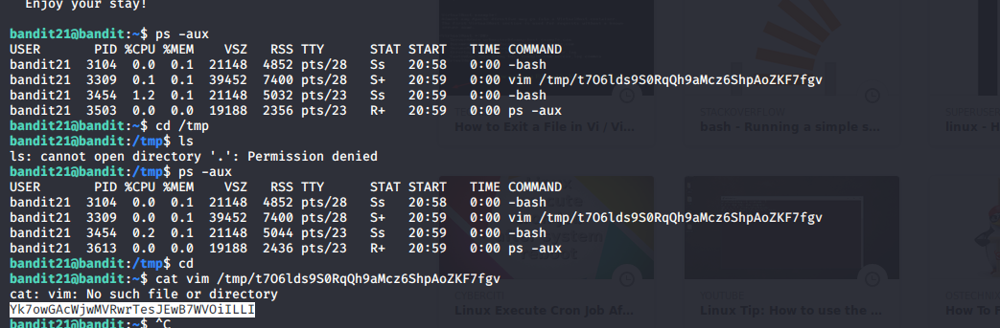 Enjoy your stay!
bandit21@bandit:~$ ps -aux
USER PID %CPU %MEM VSZ RSS TTY STAT START TIME COMMAND
bandit21 3104 0.0 0.1 21148 4852 pts/28 Ss 20:58 0:00 -bash
bandit21 3309 0.1 0.1 39452 7400 pts/28 S+ 20:59 0:00 vim /tmp/t7O6lds9S0RqQh9aMcz6ShpAoZKF7fgv
bandit21 3454 1.2 0.1 21148 5032 pts/23 Ss 20:59 0:00 -bash
bandit21 3503 0.0 0.0 19188 2356 pts/23 R+ 20:59 0:00 ps -aux
bandit21@bandit:~$ cd /tmp
bandit21@bandit:/tmp$ ls
ls: cannot open directory '.': Permission denied
bandit21@bandit:/tmp$ ps -aux
USER PID %CPU %MEM VSZ RSS TTY STAT START TIME COMMAND
bandit21 3104 0.0 0.1 21148 4852 pts/28 Ss 20:58 0:00 -bash
bandit21 3309 0.0 0.1 39452 7400 pts/28 S+ 20:59 0:00 vim /tmp/t7O6lds9S0RqQh9aMcz6ShpAoZKF7fgv
bandit21 3454 0.2 0.1 21148 5044 pts/23 Ss 20:59 0:00 -bash
bandit21 3613 0.0 0.0 19188 2436 pts/23 R+ 20:59 0:00 ps -aux
bandit21@bandit:/tmp$ cd
bandit21@bandit:~$ cat vim /tmp/t7O6lds9S0RqQh9aMcz6ShpAoZKF7fgv
cat: vim: No such file or directory
Yk7owGAcWjwMVRwrTesJEwB7WVOiILLI
bandit21@bandit:~$ ^C
How to Exit a File in Vi / Vi...
STACKOVERFLOW
bash - Running a simple s...
linux - H
Linux Execute Cron Job Af...
YOUTUBE
Linux Tip: How to use the ...
How To F